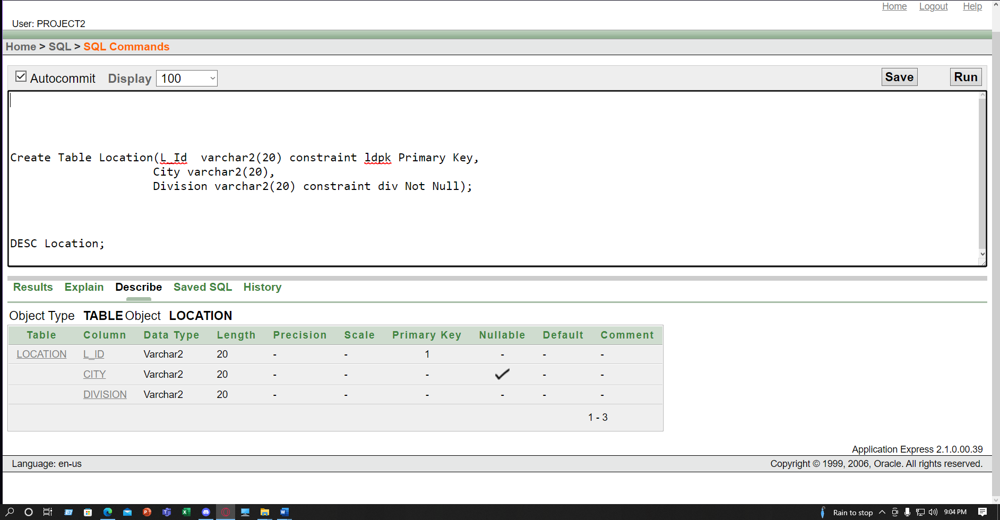 Home Logout Help
User: PROJECT2
Home > SQL > SQL Commands
Autocommit Display 100 Save Run
Create Table Location(L_Id  varchar2(20) constraint ldpk Primary Key,
City varchar2(20),
Division varchar2(20) constraint div Not Null);
DESC Location;
Results Explain Describe Saved SQL History
Object Type TABLE Object LOCATION
Table Column Data Type Length Precision Scale Primary Key Nullable Default Comment
LOCATION L_ID Varchar2 20 - - 1 - - -
CITY Varchar2 20 - - - - -
DIVISION Varchar2 20 - - - - - -
1 - 3
Application Express 2.1.0.00.39
Language: en-us Copyright © 1999, 2006, Oracle. All rights reserved.
Rain to stop 9:04 PM